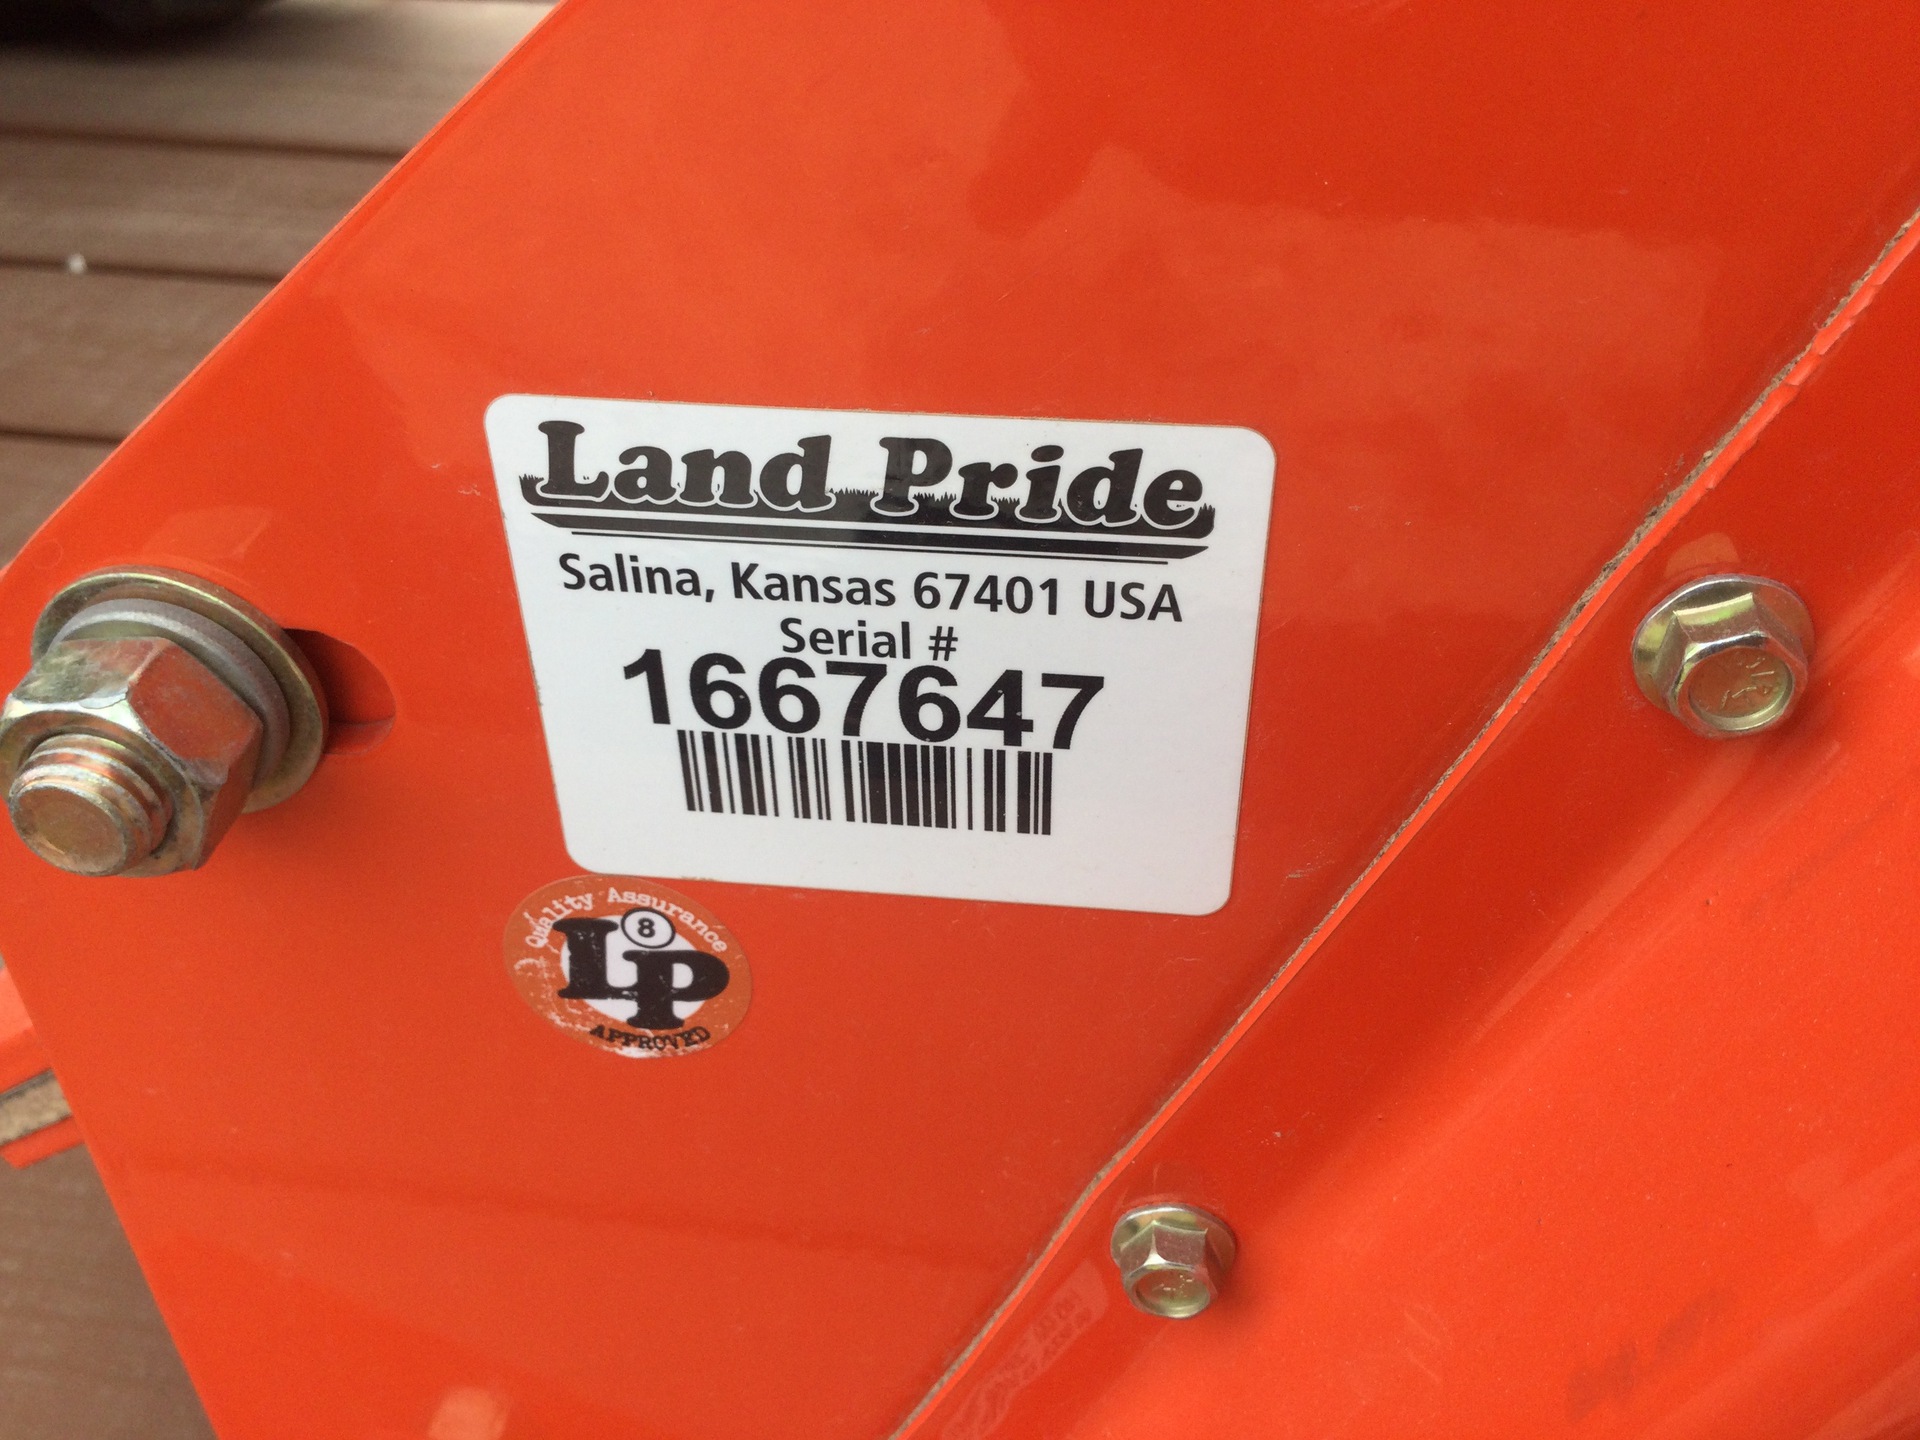 Land Pride
Salina, Kansas 67401 USA
Serial #
1667647
Quality Assurance
8
LP
APPROVED